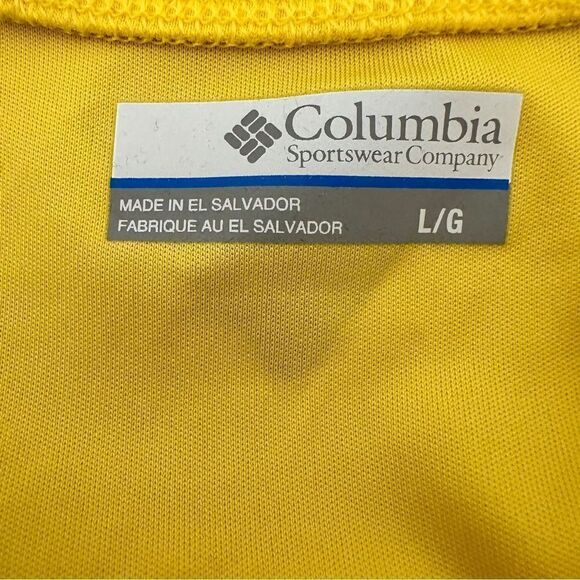 Columbia
Sportswear Company
MADE IN EL SALVADOR
FABRIQUE AU EL SALVADOR
L/G